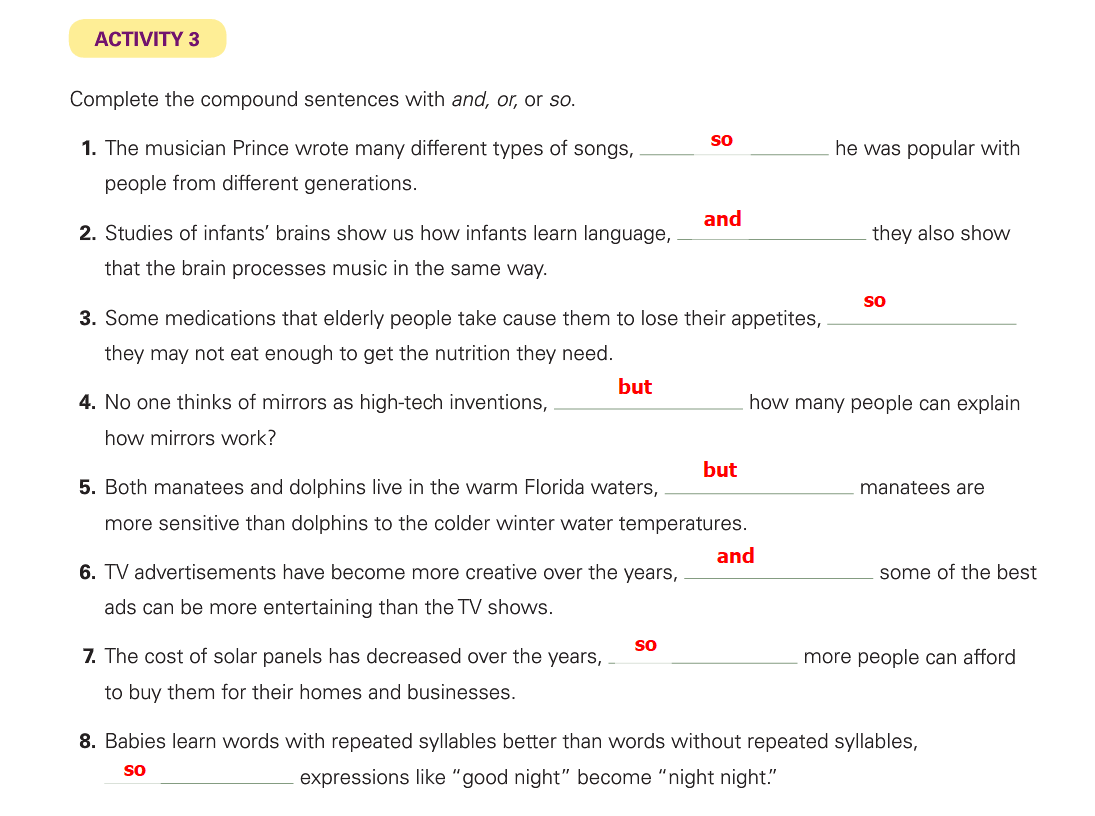 ACTIVITY 3
Complete the compound sentences with and, or, or so.
1. The musician Prince wrote many different types of songs, so he was popular with
people from different generations.
2. Studies of infants’ brains show us how infants learn language, and they also show
that the brain processes music in the same way.
3. Some medications that elderly people take cause them to lose their appetites, so
they may not eat enough to get the nutrition they need.
4. No one thinks of mirrors as high-tech inventions, but how many people can explain
how mirrors work?
5. Both manatees and dolphins live in the warm Florida waters, but manatees are
more sensitive than dolphins to the colder winter water temperatures.
6. TV advertisements have become more creative over the years, and some of the best
ads can be more entertaining than the TV shows.
7. The cost of solar panels has decreased over the years, so more people can afford
to buy them for their homes and businesses.
8. Babies learn words with repeated syllables better than words without repeated syllables,
so expressions like “good night” become “night night.”